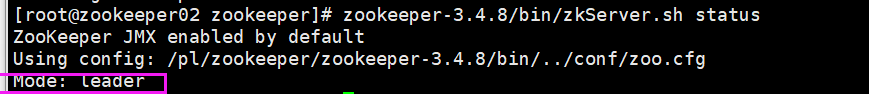 [root@zookeeper02 zookeeper]# zookeeper-3.4.8/bin/zkServer.sh status
ZooKeeper JMX enabled by default
Using config: /pl/zookeeper/zookeeper-3.4.8/bin/../conf/zoo.cfg
Mode: leader